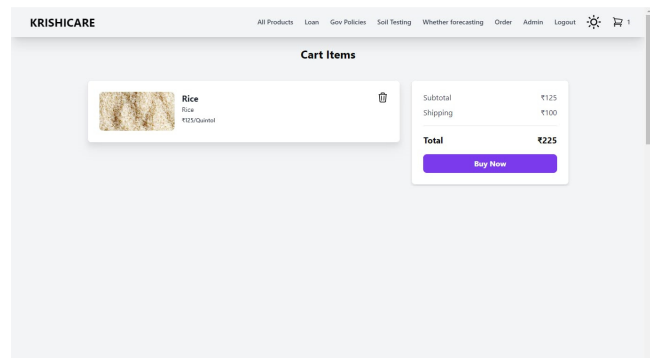 KRISHICARE All Products Loan Gov Policies Soil Testing Whether forecasting Order Admin Logout 1
Cart Items
Rice
Rice
₹125/Quintol
Subtotal ₹125
Shipping ₹100
Total ₹225
Buy Now